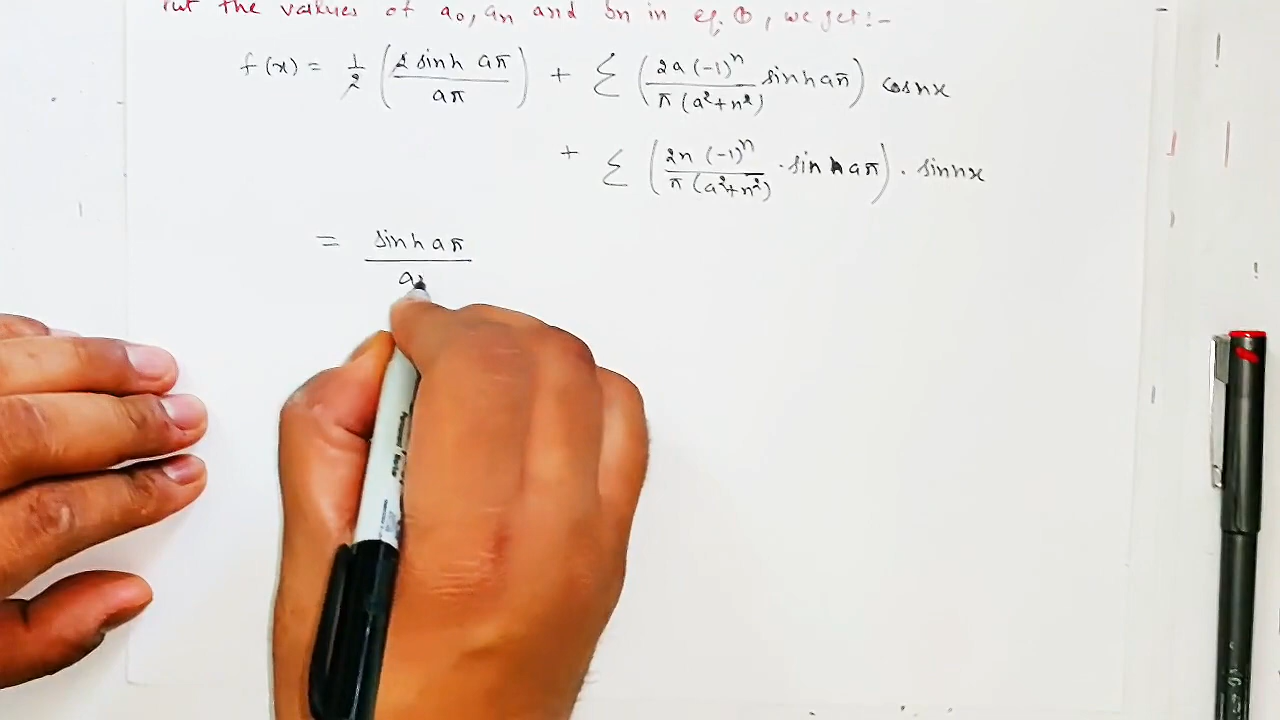 Put the values of a₀, aₙ and bₙ in eq. ①, we get :-
f(x) = 1/2 (2 sinh aπ / aπ) + Σ (2a (-1)ⁿ / π (a²+n²) sinh aπ) cos nx
+ Σ (2n (-1)ⁿ / π (a²+n²) · sinh aπ) · sin nx
= sinh aπ / a